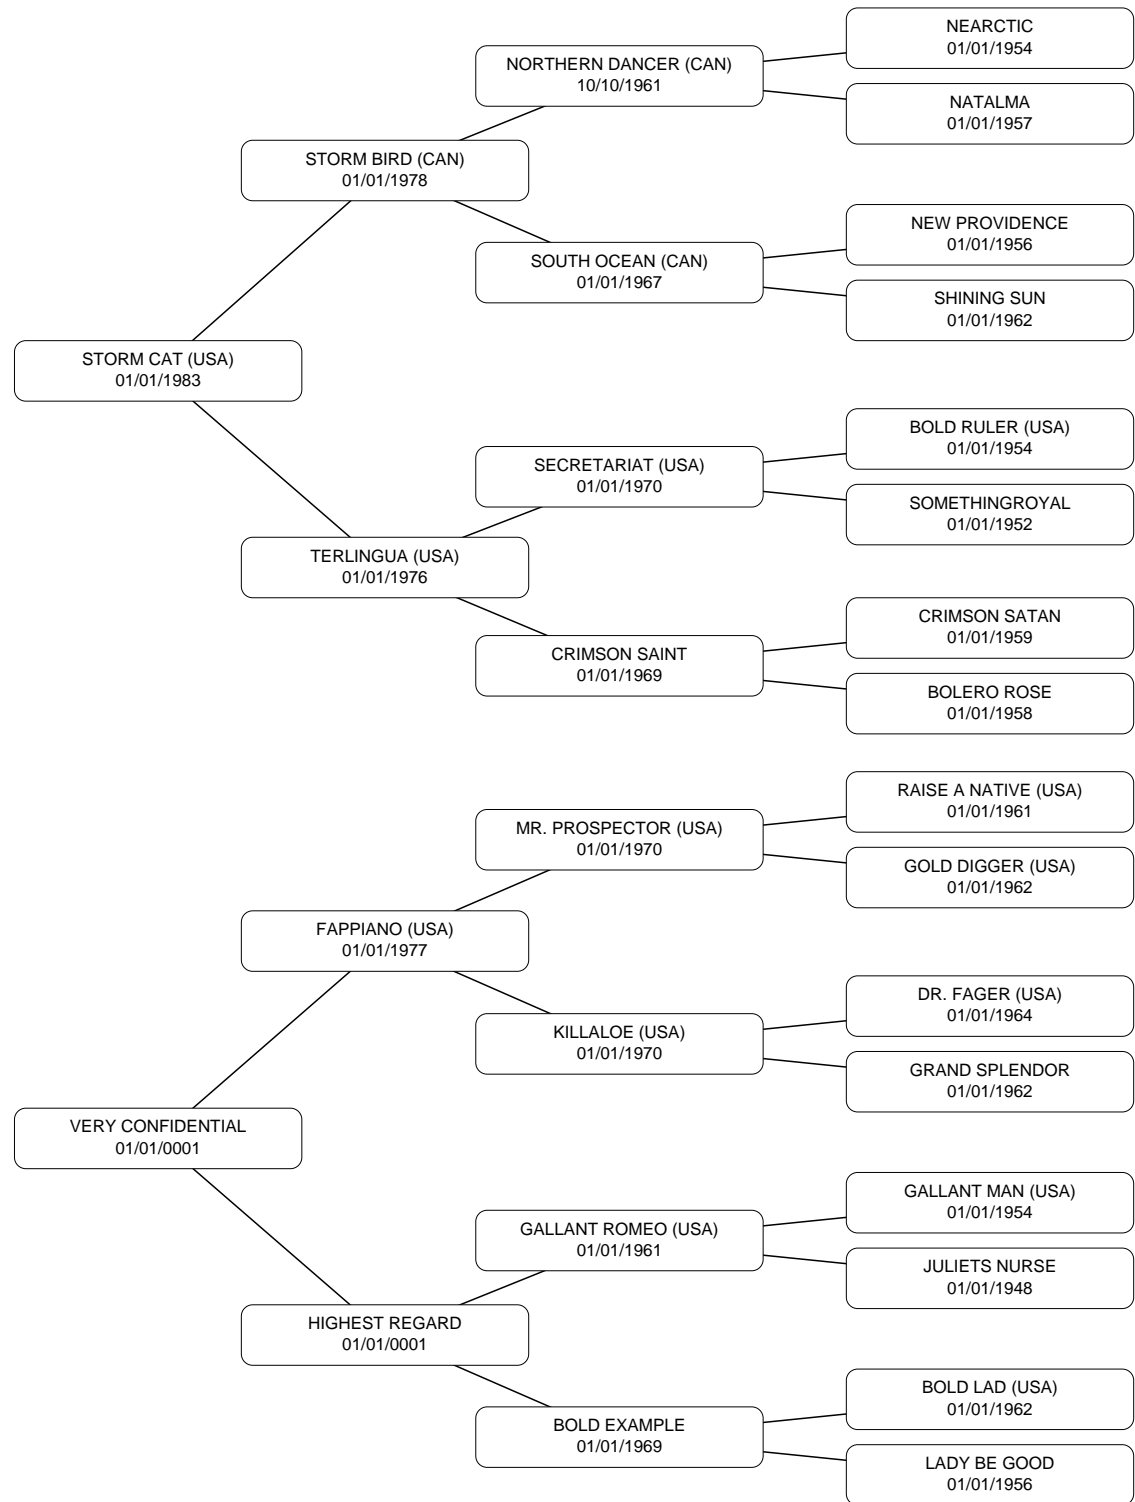 NEARCTIC
01/01/1954
NORTHERN DANCER (CAN)
10/10/1961
NATALMA
01/01/1957
STORM BIRD (CAN)
01/01/1978
NEW PROVIDENCE
01/01/1956
SOUTH OCEAN (CAN)
01/01/1967
SHINING SUN
01/01/1962
STORM CAT (USA)
01/01/1983
BOLD RULER (USA)
01/01/1954
SECRETARIAT (USA)
01/01/1970
SOMETHINGROYAL
01/01/1952
TERLINGUA (USA)
01/01/1976
CRIMSON SATAN
01/01/1959
CRIMSON SAINT
01/01/1969
BOLERO ROSE
01/01/1958
RAISE A NATIVE (USA)
01/01/1961
MR. PROSPECTOR (USA)
01/01/1970
GOLD DIGGER (USA)
01/01/1962
FAPPIANO (USA)
01/01/1977
DR. FAGER (USA)
01/01/1964
KILLALOE (USA)
01/01/1970
GRAND SPLENDOR
01/01/1962
VERY CONFIDENTIAL
01/01/0001
GALLANT MAN (USA)
01/01/1954
GALLANT ROMEO (USA)
01/01/1961
JULIETS NURSE
01/01/1948
HIGHEST REGARD
01/01/0001
BOLD LAD (USA)
01/01/1962
BOLD EXAMPLE
01/01/1969
LADY BE GOOD
01/01/1956